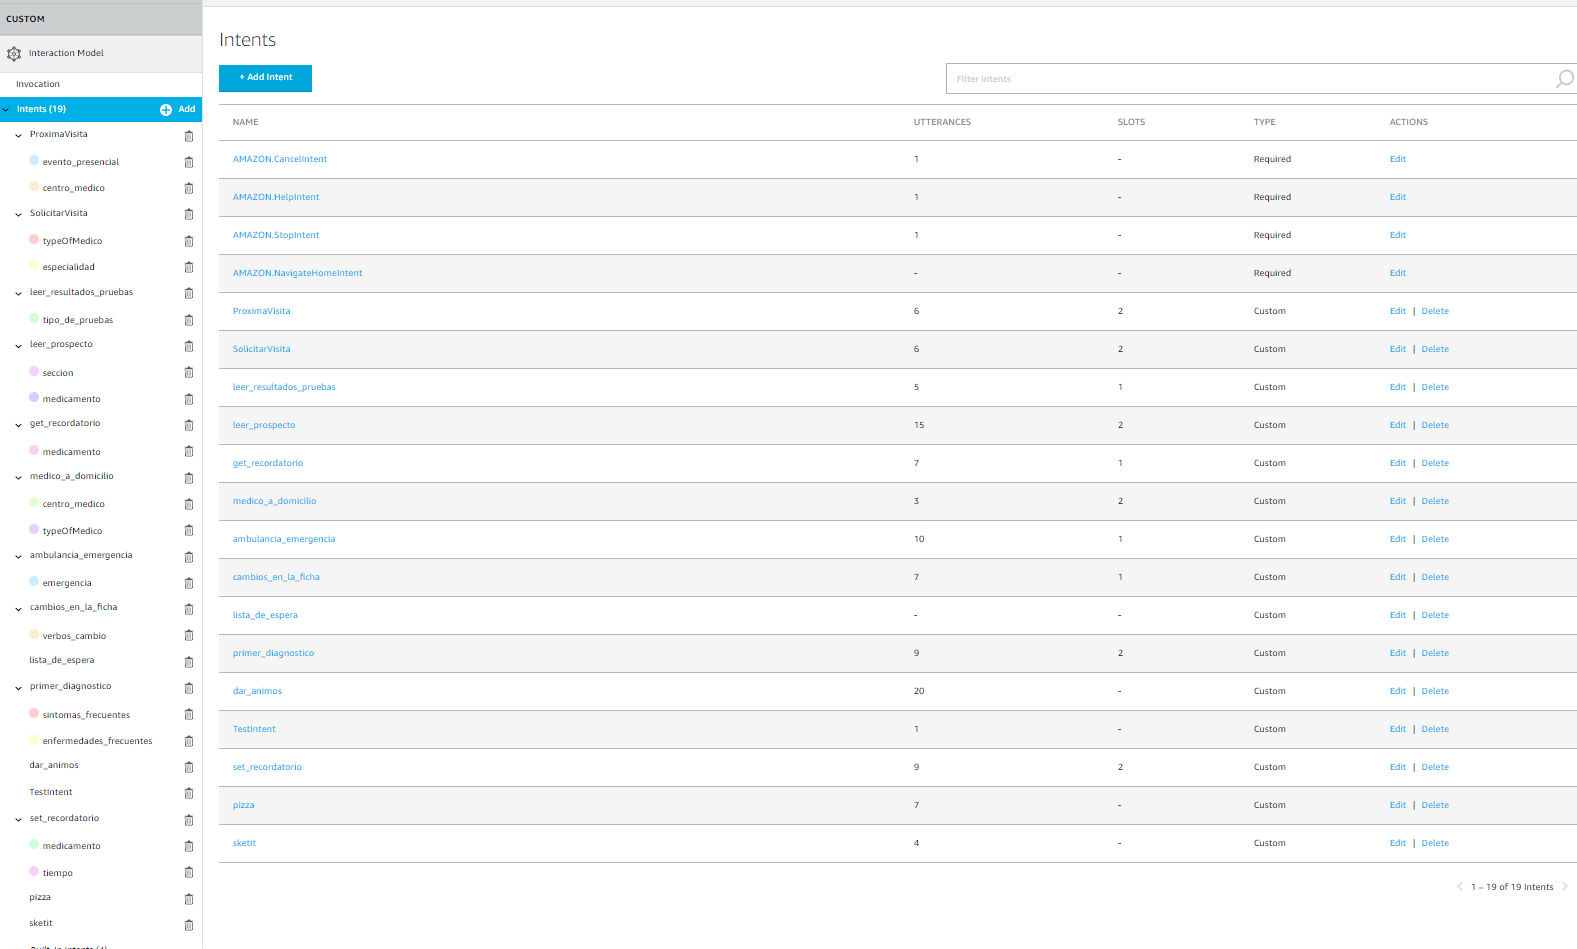 CUSTOM
Interaction Model
Invocation
Intents (19) Add
ProximaVisita
evento_presencial
centro_medico
SolicitarVisita
typeOfMedico
especialidad
leer_resultados_pruebas
tipo_de_pruebas
leer_prospecto
seccion
medicamento
get_recordatorio
medicamento
medico_a_domicilio
centro_medico
typeOfMedico
ambulancia_emergencia
emergencia
cambios_en_la_ficha
verbos_cambio
lista_de_espera
primer_diagnostico
sintomas_frecuentes
enfermedades_frecuentes
dar_animos
TestIntent
set_recordatorio
medicamento
tiempo
pizza
sketit
Built-In Intents (4)
Intents
+ Add Intent
Filter intents
NAME UTTERANCES SLOTS TYPE ACTIONS
AMAZON.CancelIntent 1 - Required Edit
AMAZON.HelpIntent 1 - Required Edit
AMAZON.StopIntent 1 - Required Edit
AMAZON.NavigateHomeIntent - - Required Edit
ProximaVisita 6 2 Custom Edit | Delete
SolicitarVisita 6 2 Custom Edit | Delete
leer_resultados_pruebas 5 1 Custom Edit | Delete
leer_prospecto 15 2 Custom Edit | Delete
get_recordatorio 7 1 Custom Edit | Delete
medico_a_domicilio 3 2 Custom Edit | Delete
ambulancia_emergencia 10 1 Custom Edit | Delete
cambios_en_la_ficha 7 1 Custom Edit | Delete
lista_de_espera - - Custom Edit | Delete
primer_diagnostico 9 2 Custom Edit | Delete
dar_animos 20 - Custom Edit | Delete
TestIntent 1 - Custom Edit | Delete
set_recordatorio 9 2 Custom Edit | Delete
pizza 7 - Custom Edit | Delete
sketit 4 - Custom Edit | Delete
1 – 19 of 19 Intents